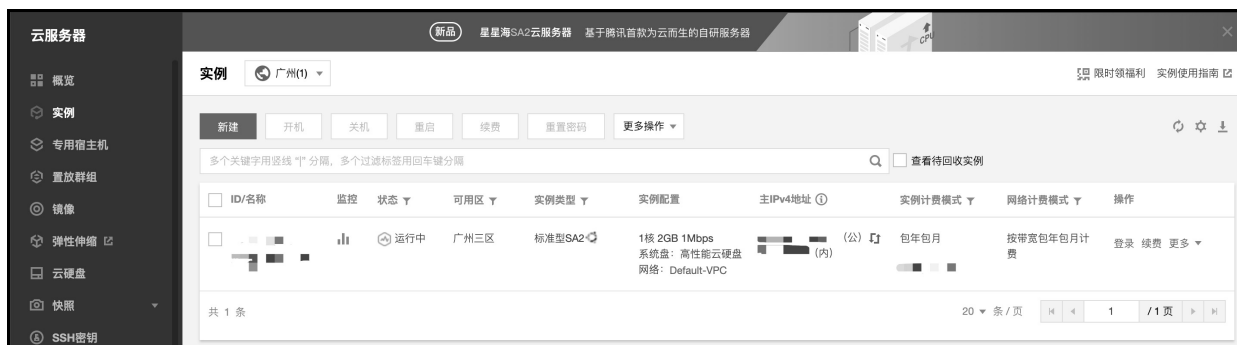 云服务器
新品 星星海SA2云服务器 基于腾讯首款为云而生的自研服务器
CPU
概览
实例
专用宿主机
置放群组
镜像
弹性伸缩
云硬盘
快照
SSH密钥
实例 广州(1) 限时领福利 实例使用指南
新建 开机 关机 重启 续费 重置密码 更多操作
多个关键字用竖线 "|" 分隔，多个过滤标签用回车键分隔 查看待回收实例
ID/名称 监控 状态 可用区 实例类型 实例配置 主IPv4地址 实例计费模式 网络计费模式 操作
运行中 广州三区 标准型SA2 1核 2GB 1Mbps (公) 包年包月 按带宽包年包月计
系统盘：高性能云硬盘 (内) 费 登录 续费 更多
网络：Default-VPC
共 1 条 20 条 / 页 1 / 1 页